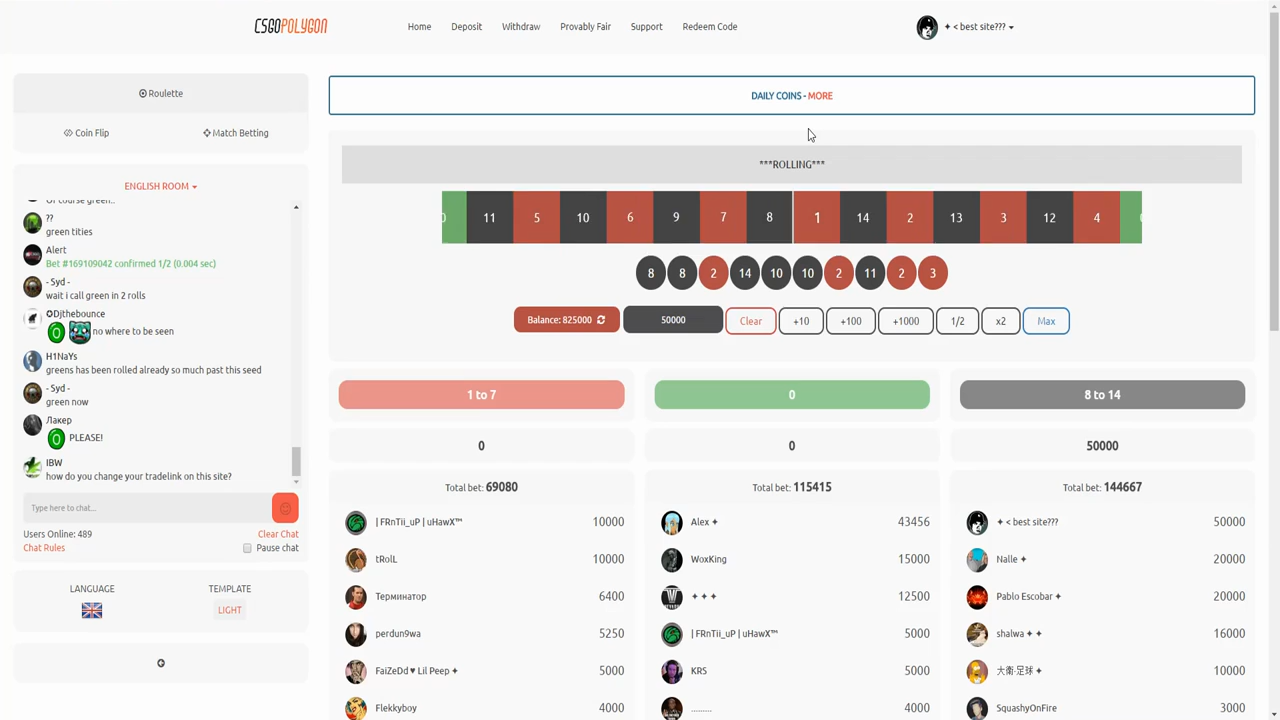 CSGOPOLYGON
Home
Deposit
Withdraw
Provably Fair
Support
Redeem Code
✦ < best site???
Roulette
Coin Flip
Match Betting
ENGLISH ROOM
Of course green..
??
green tities
Alert
Bet #169109042 confirmed 1/2 (0.004 sec)
- Syd -
wait i call green in 2 rolls
✪Djthebounce
0 no where to be seen
H1NaYs
greens has been rolled already so much past this seed
- Syd -
green now
Лакер
0 PLEASE!
IBW
how do you change your tradelink on this site?
Type here to chat...
Users Online: 489
Clear Chat
Chat Rules
Pause chat
LANGUAGE
TEMPLATE
LIGHT
DAILY COINS - MORE
***ROLLING***
0 11 5 10 6 9 7 8 1 14 2 13 3 12 4
8 8 2 14 10 10 2 11 2 3
Balance: 825000
50000
Clear
+10
+100
+1000
1/2
x2
Max
1 to 7
0
8 to 14
0
0
50000
Total bet: 69080
Total bet: 115415
Total bet: 144667
| FRnTii_uP | uHawX™ 10000
Alex ✦ 43456
✦ < best site??? 50000
tRolL 10000
WoxKing 15000
Nalle ✦ 20000
Терминатор 6400
✦ ✦ ✦ 12500
Pablo Escobar ✦ 20000
perdun9wa 5250
| FRnTii_uP | uHawX™ 5000
shalwa ✦ ✦ 16000
FaiZeDd ♥ Lil Peep ✦ 5000
KRS 5000
大衛·足球 ✦ 10000
Flekkyboy 4000
......... 4000
SquashyOnFire 3000